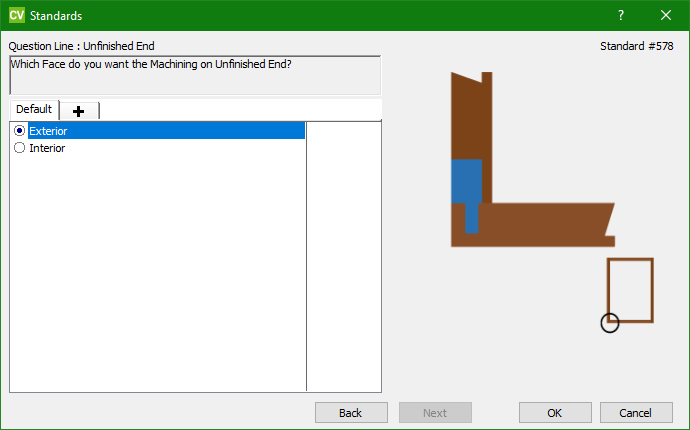 CV Standards ?
Question Line : Unfinished End
Standard #578
Which Face do you want the Machining on Unfinished End?
Default
Exterior
Interior
Back Next OK Cancel